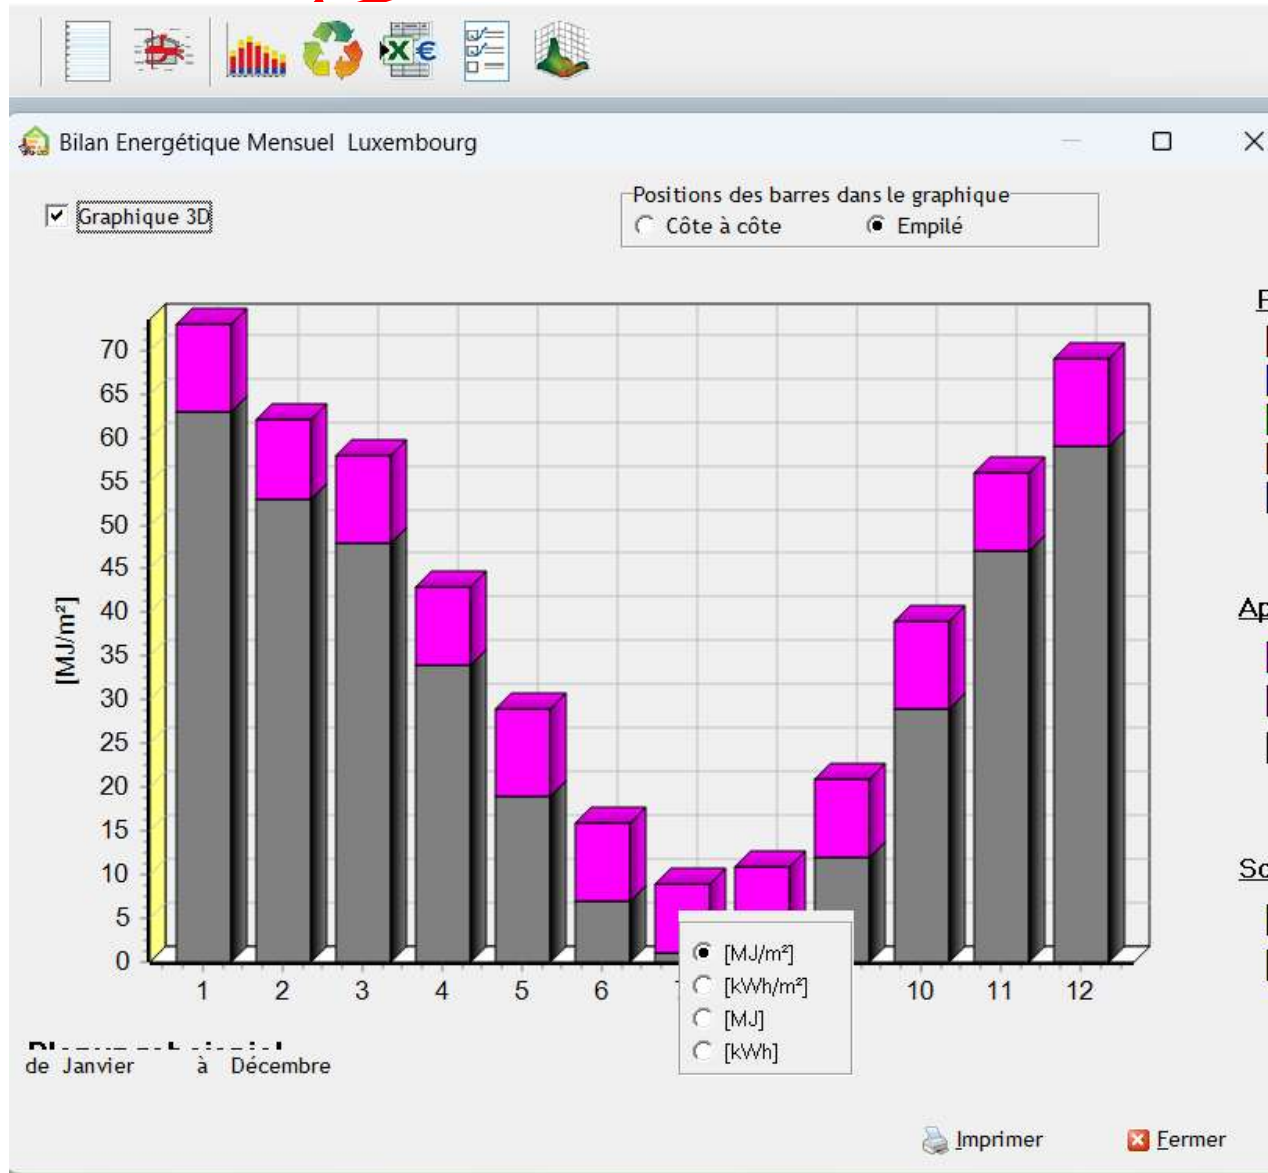 Bilan Energétique Mensuel Luxembourg
Graphique 3D
Positions des barres dans le graphique
Côte à côte
Empilé
[MJ/m²]
70
65
60
55
50
45
40
35
30
25
20
15
10
5
0
1 2 3 4 5 6 10 11 12
[MJ/m²]
[kWh/m²]
[MJ]
[kWh]
de Janvier à Décembre
Imprimer
Fermer